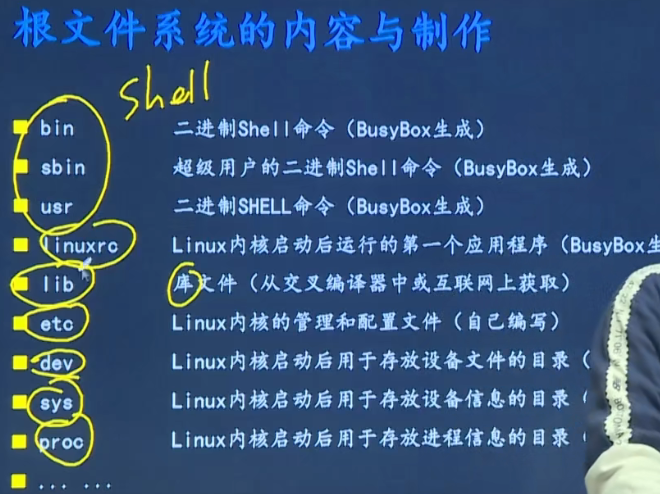 根文件系统的内容与制作
Shell
bin 二进制Shell命令（BusyBox生成）
sbin 超级用户的二进制Shell命令（BusyBox生成）
usr 二进制SHELL命令（BusyBox生成）
linuxrc Linux内核启动后运行的第一个应用程序（BusyBox生
lib 库文件（从交叉编译器中或互联网上获取）
etc Linux内核的管理和配置文件（自己编写）
dev Linux内核启动后用于存放设备文件的目录（
sys Linux内核启动后用于存放设备信息的目录（
proc Linux内核启动后用于存放进程信息的目录（
... ...